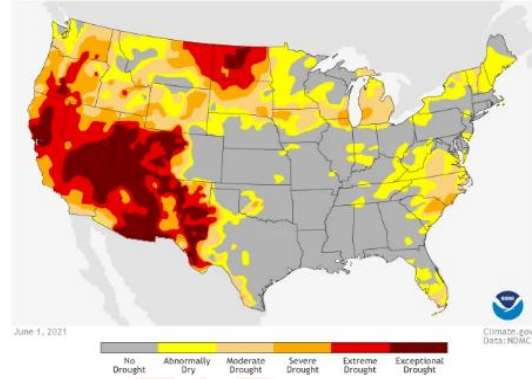 NOAA
June 1, 2021
Climate.gov
Data: NDMC
No Drought
Abnormally Dry
Moderate Drought
Severe Drought
Extreme Drought
Exceptional Drought